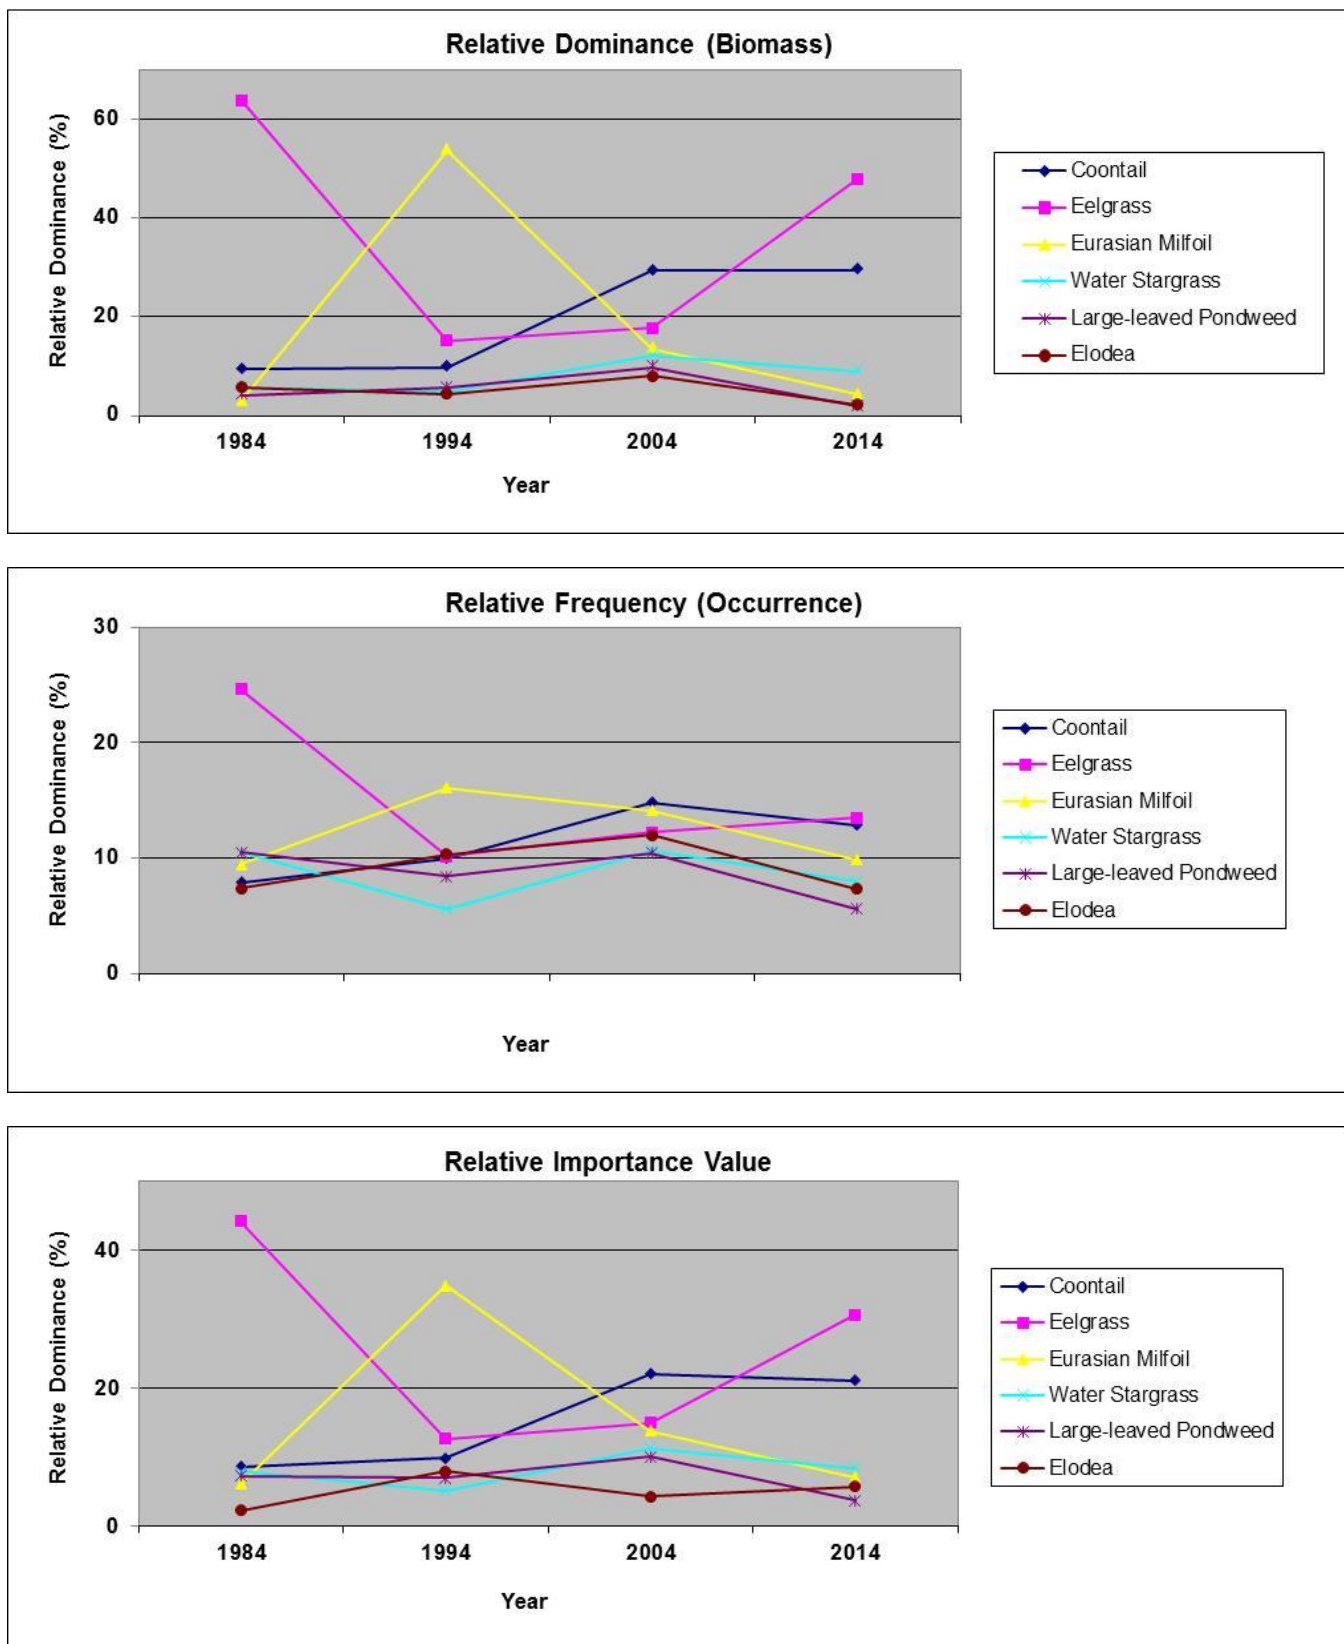 Relative Dominance (Biomass)
Relative Dominance (%)
60
40
20
0
1984 1994 2004 2014
Year
Coontail
Eelgrass
Eurasian Milfoil
Water Stargrass
Large-leaved Pondweed
Elodea
Relative Frequency (Occurrence)
Relative Dominance (%)
30
20
10
0
Year
Coontail
Eelgrass
Eurasian Milfoil
Water Stargrass
Large-leaved Pondweed
Elodea
Relative Importance Value
Relative Dominance (%)
40
20
0
1984 1994 2004 2014
Year
Coontail
Eelgrass
Eurasian Milfoil
Water Stargrass
Large-leaved Pondweed
Elodea